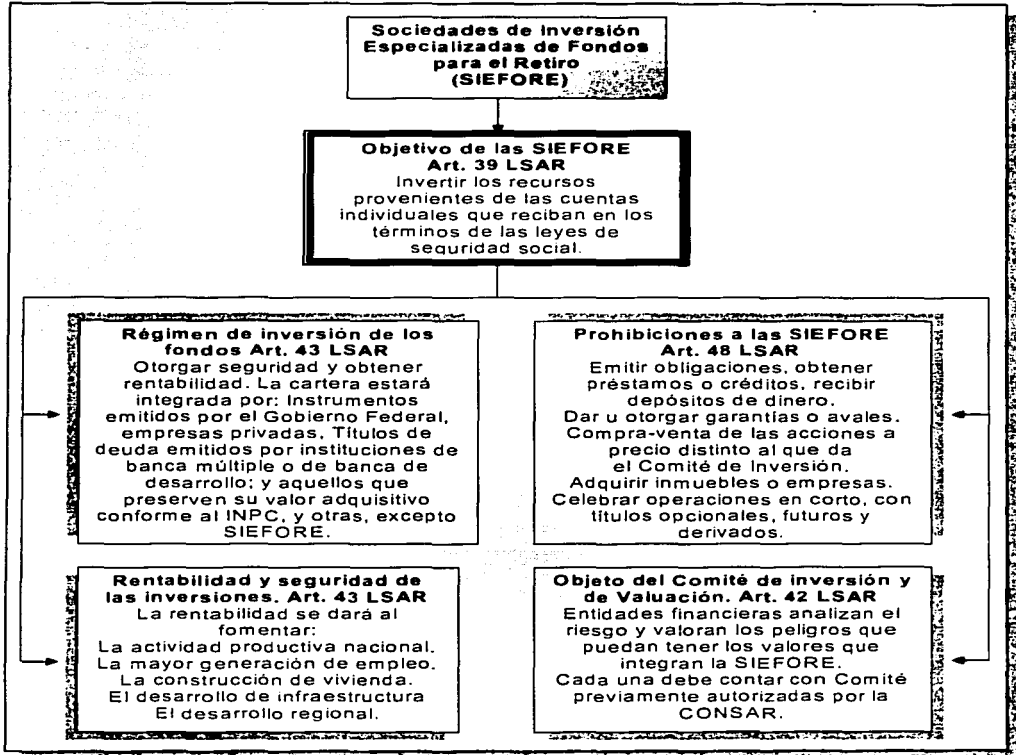 Sociedades de Inversión
Especializadas de Fondos
para el Retiro
(SIEFORE)
Objetivo de las SIEFORE
Art. 39 LSAR
Invertir los recursos
provenientes de las cuentas
individuales que reciban en los
términos de las leyes de
seguridad social.
Régimen de inversión de los
fondos Art. 43 LSAR
Otorgar seguridad y obtener
rentabilidad. La cartera estará
integrada por: Instrumentos
emitidos por el Gobierno Federal,
empresas privadas, Títulos de
deuda emitidos por instituciones de
banca múltiple o de banca de
desarrollo; y aquellos que
preserven su valor adquisitivo
conforme al INPC, y otras, excepto
SIEFORE.
Prohibiciones a las SIEFORE
Art. 48 LSAR
Emitir obligaciones, obtener
préstamos o créditos, recibir
depósitos de dinero.
Dar u otorgar garantías o avales.
Compra-venta de las acciones a
precio distinto al que da
el Comité de Inversión.
Adquirir inmuebles o empresas.
Celebrar operaciones en corto, con
títulos opcionales, futuros y
derivados.
Rentabilidad y seguridad de
las inversiones. Art. 43 LSAR
La rentabilidad se dará al
fomentar:
La actividad productiva nacional.
La mayor generación de empleo.
La construcción de vivienda.
El desarrollo de infraestructura
El desarrollo regional.
Objeto del Comité de inversión y
de Valuación. Art. 42 LSAR
Entidades financieras analizan el
riesgo y valoran los peligros que
puedan tener los valores que
integran la SIEFORE.
Cada una debe contar con Comité
previamente autorizadas por la
CONSAR.